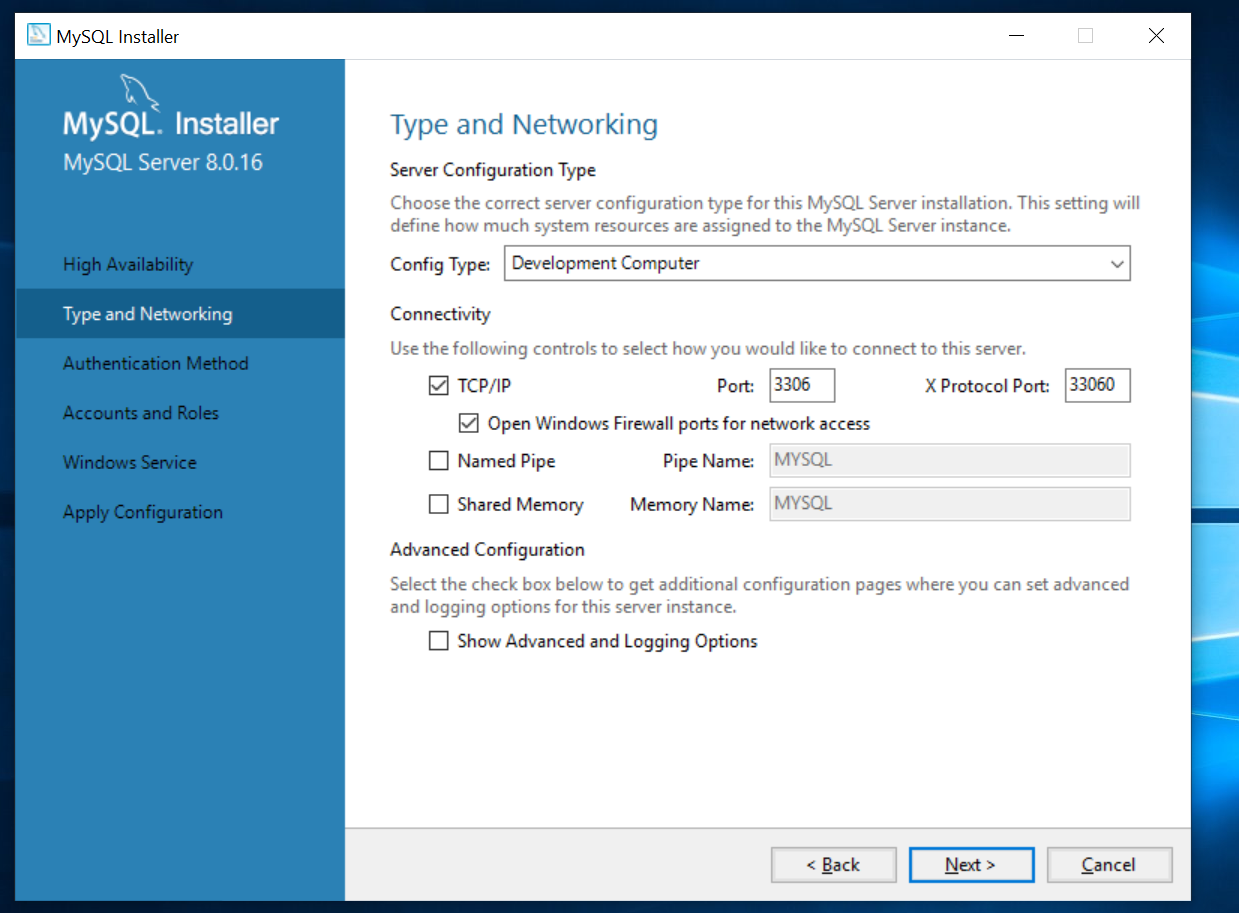 MySQL Installer
MySQL. Installer
MySQL Server 8.0.16
High Availability
Type and Networking
Authentication Method
Accounts and Roles
Windows Service
Apply Configuration
Type and Networking
Server Configuration Type
Choose the correct server configuration type for this MySQL Server installation. This setting will
define how much system resources are assigned to the MySQL Server instance.
Config Type: Development Computer
Connectivity
Use the following controls to select how you would like to connect to this server.
TCP/IP Port: 3306 X Protocol Port: 33060
Open Windows Firewall ports for network access
Named Pipe Pipe Name: MYSQL
Shared Memory Memory Name: MYSQL
Advanced Configuration
Select the check box below to get additional configuration pages where you can set advanced
and logging options for this server instance.
Show Advanced and Logging Options
< Back Next > Cancel